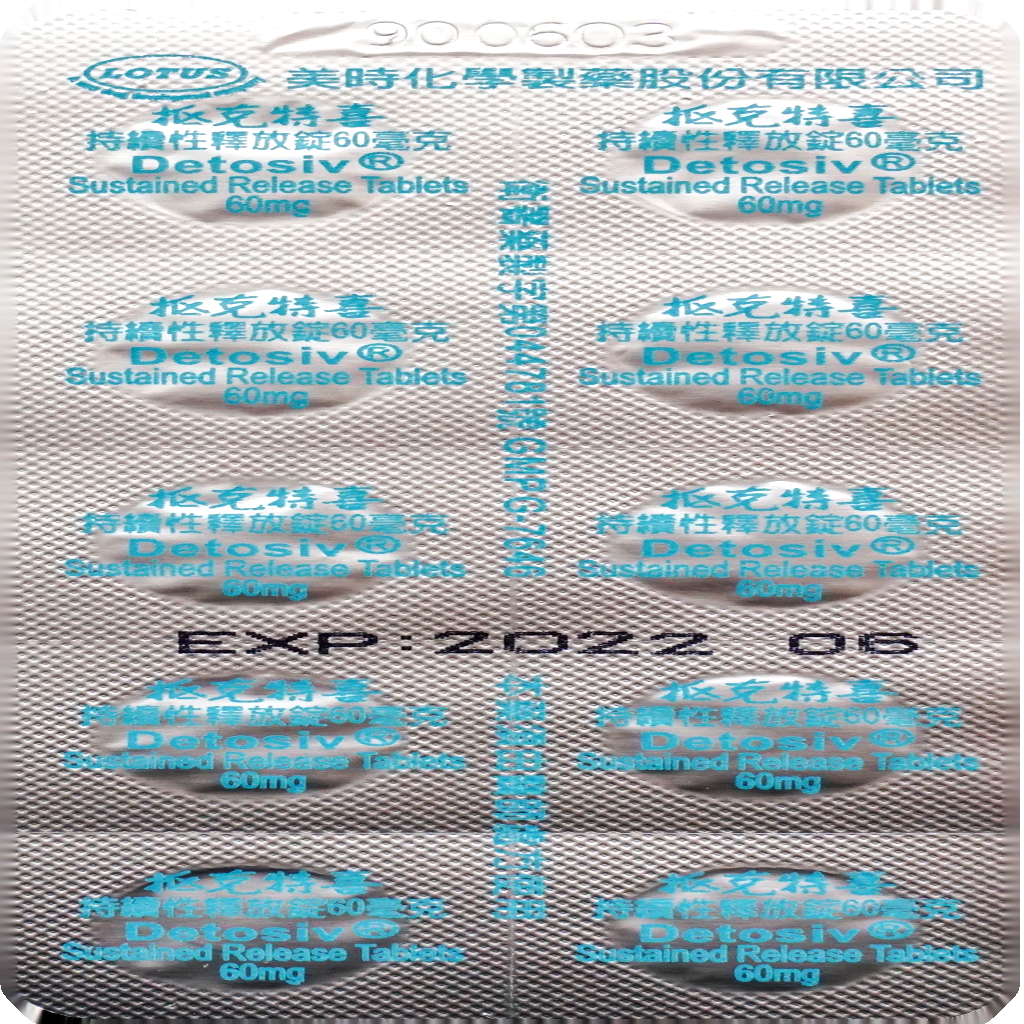 900603
LOTUS 美時化學製藥股份有限公司
抵克特喜
持續性釋放錠60毫克
Detosiv®
Sustained Release Tablets
60mg
抵克特喜
持續性釋放錠60毫克
Detosiv®
Sustained Release Tablets
60mg
衛署藥製字第044781號 GMP G-7646
抵克特喜
持續性釋放錠60毫克
Detosiv®
Sustained Release Tablets
60mg
抵克特喜
持續性釋放錠60毫克
Detosiv®
Sustained Release Tablets
60mg
抵克特喜
持續性釋放錠60毫克
Detosiv®
Sustained Release Tablets
60mg
抵克特喜
持續性釋放錠60毫克
Detosiv®
Sustained Release Tablets
60mg
EXP:2022 06
抵克特喜
持續性釋放錠60毫克
Detosiv®
Sustained Release Tablets
60mg
抵克特喜
持續性釋放錠60毫克
Detosiv®
Sustained Release Tablets
60mg
抵克特喜
持續性釋放錠60毫克
Detosiv®
Sustained Release Tablets
60mg
抵克特喜
持續性釋放錠60毫克
Detosiv®
Sustained Release Tablets
60mg